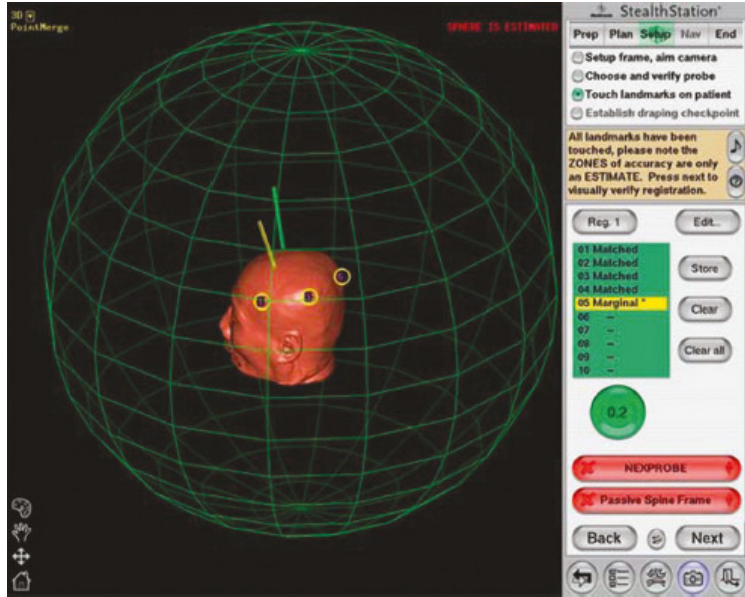 3D
PointMerge
SPHERE IS ESTIMATED
StealthStation
Prep Plan Setup Nav End
Setup frame, aim camera
Choose and verify probe
Touch landmarks on patient
Establish draping checkpoint
All landmarks have been
touched, please note the
ZONES of accuracy are only
an ESTIMATE. Press next to
visually verify registration.
Reg. 1 Edit...
01 Matched
02 Matched
03 Matched
04 Matched
05 Marginal *
06 --
07 --
08 --
09 --
10 --
Store
Clear
Clear all
0.2
NEXPROBE
Passive Spine Frame
Back Next